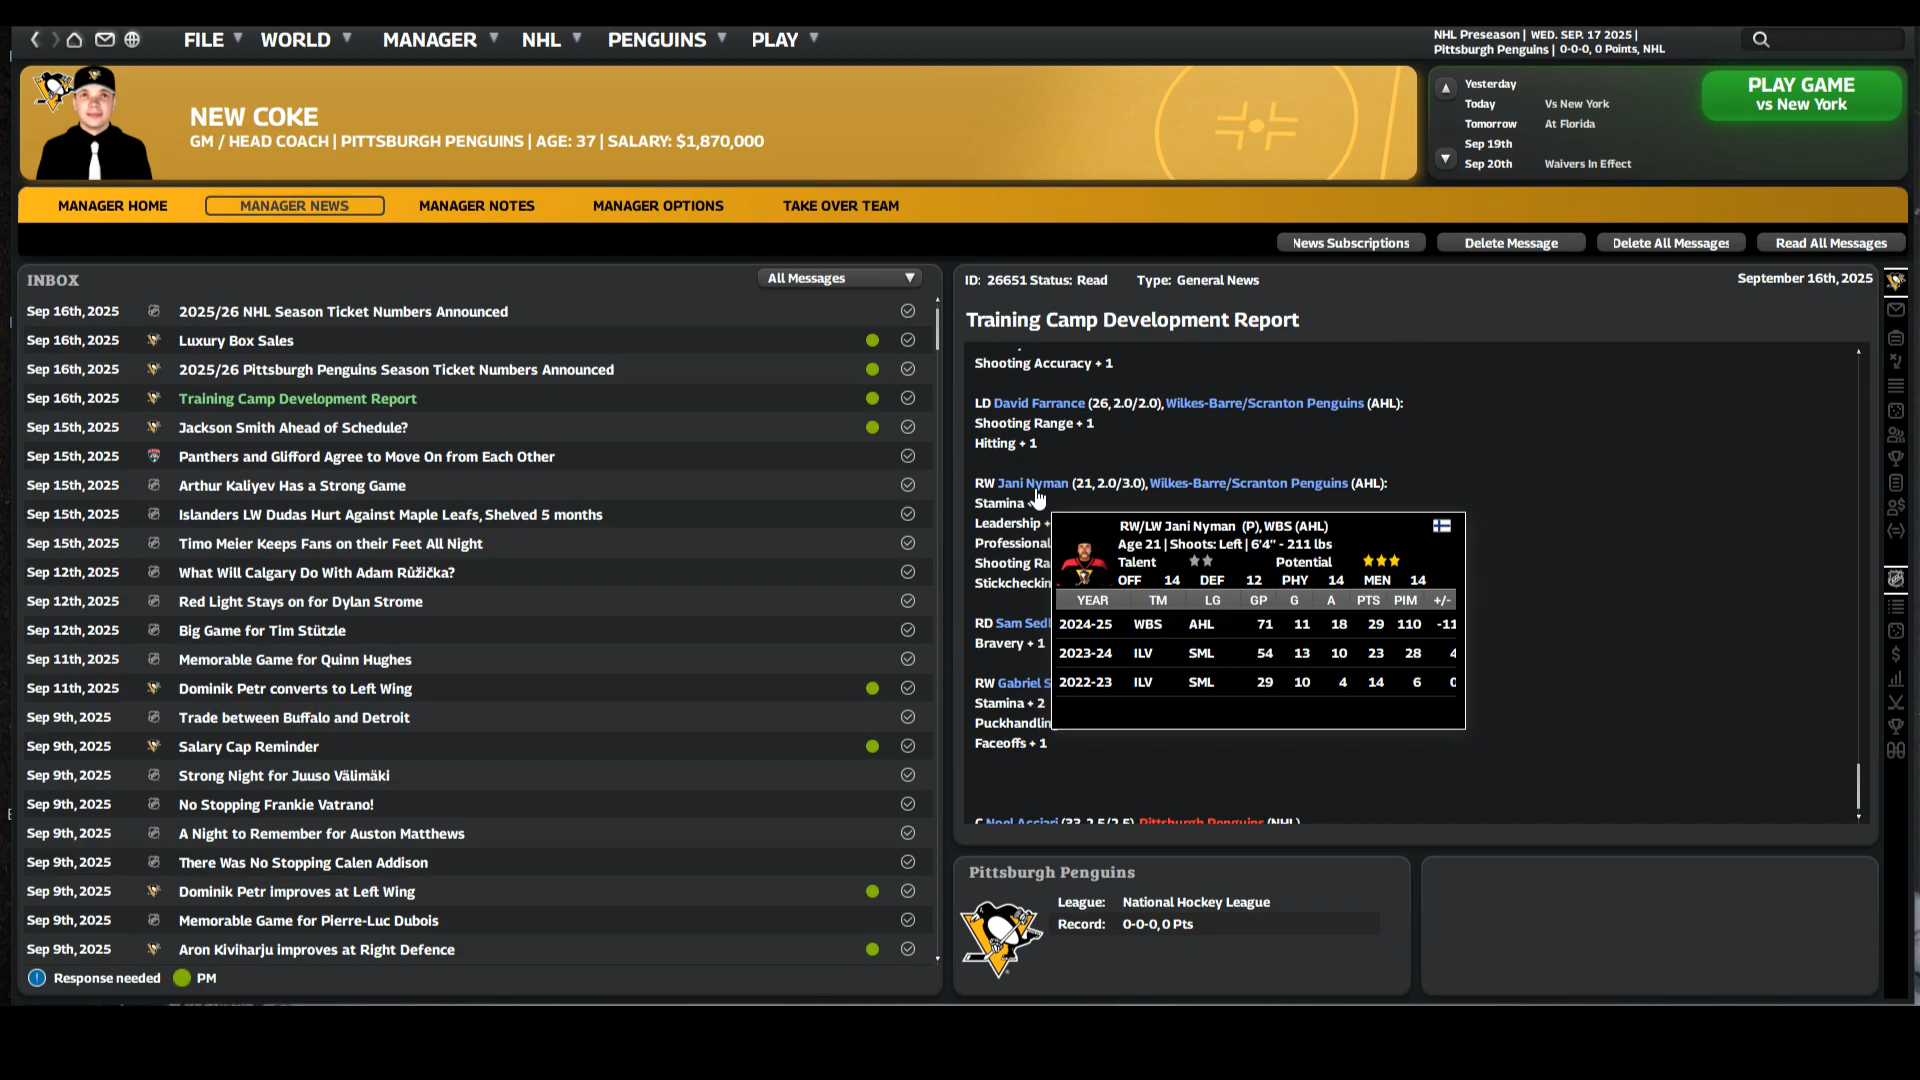 FILE WORLD MANAGER NHL PENGUINS PLAY
NHL Preseason | WED. SEP. 17 2025 |
Pittsburgh Penguins | 0-0-0, 0 Points, NHL
NEW COKE
GM / HEAD COACH | PITTSBURGH PENGUINS | AGE: 37 | SALARY: $1,870,000
Yesterday
Today Vs New York
Tomorrow At Florida
Sep 19th
Sep 20th Waivers In Effect
PLAY GAME
vs New York
MANAGER HOME MANAGER NEWS MANAGER NOTES MANAGER OPTIONS TAKE OVER TEAM
News Subscriptions Delete Message Delete All Messages Read All Messages
INBOX All Messages
Sep 16th, 2025 2025/26 NHL Season Ticket Numbers Announced
Sep 16th, 2025 Luxury Box Sales
Sep 16th, 2025 2025/26 Pittsburgh Penguins Season Ticket Numbers Announced
Sep 16th, 2025 Training Camp Development Report
Sep 15th, 2025 Jackson Smith Ahead of Schedule?
Sep 15th, 2025 Panthers and Glifford Agree to Move On from Each Other
Sep 15th, 2025 Arthur Kaliyev Has a Strong Game
Sep 15th, 2025 Islanders LW Dudas Hurt Against Maple Leafs, Shelved 5 months
Sep 15th, 2025 Timo Meier Keeps Fans on their Feet All Night
Sep 12th, 2025 What Will Calgary Do With Adam Růžička?
Sep 12th, 2025 Red Light Stays on for Dylan Strome
Sep 12th, 2025 Big Game for Tim Stützle
Sep 11th, 2025 Memorable Game for Quinn Hughes
Sep 11th, 2025 Dominik Petr converts to Left Wing
Sep 9th, 2025 Trade between Buffalo and Detroit
Sep 9th, 2025 Salary Cap Reminder
Sep 9th, 2025 Strong Night for Juuso Välimäki
Sep 9th, 2025 No Stopping Frankie Vatrano!
Sep 9th, 2025 A Night to Remember for Auston Matthews
Sep 9th, 2025 There Was No Stopping Calen Addison
Sep 9th, 2025 Dominik Petr improves at Left Wing
Sep 9th, 2025 Memorable Game for Pierre-Luc Dubois
Sep 9th, 2025 Aron Kiviharju improves at Right Defence
Response needed PM
ID: 26651 Status: Read Type: General News September 16th, 2025
Training Camp Development Report
Shooting Accuracy + 1
LD David Farrance (26, 2.0/2.0), Wilkes-Barre/Scranton Penguins (AHL):
Shooting Range + 1
Hitting + 1
RW Jani Nyman (21, 2.0/3.0), Wilkes-Barre/Scranton Penguins (AHL):
Stamina
Leadership +
Professional
Shooting Ra
Stickcheckin
RD Sam Sedl
Bravery + 1
RW Gabriel S
Stamina + 2
Puckhandlin
Faceoffs + 1
C Noel Acciari (33, 2.5/2.5), Pittsburgh Penguins (NHL)
RW/LW Jani Nyman (P), WBS (AHL)
Age 21 | Shoots: Left | 6'4" - 211 lbs
Talent Potential
OFF 14 DEF 12 PHY 14 MEN 14
YEAR TM LG GP G A PTS PIM +/-
2024-25 WBS AHL 71 11 18 29 110 -11
2023-24 ILV SML 54 13 10 23 28 4
2022-23 ILV SML 29 10 4 14 6 0
Pittsburgh Penguins
League: National Hockey League
Record: 0-0-0, 0 Pts